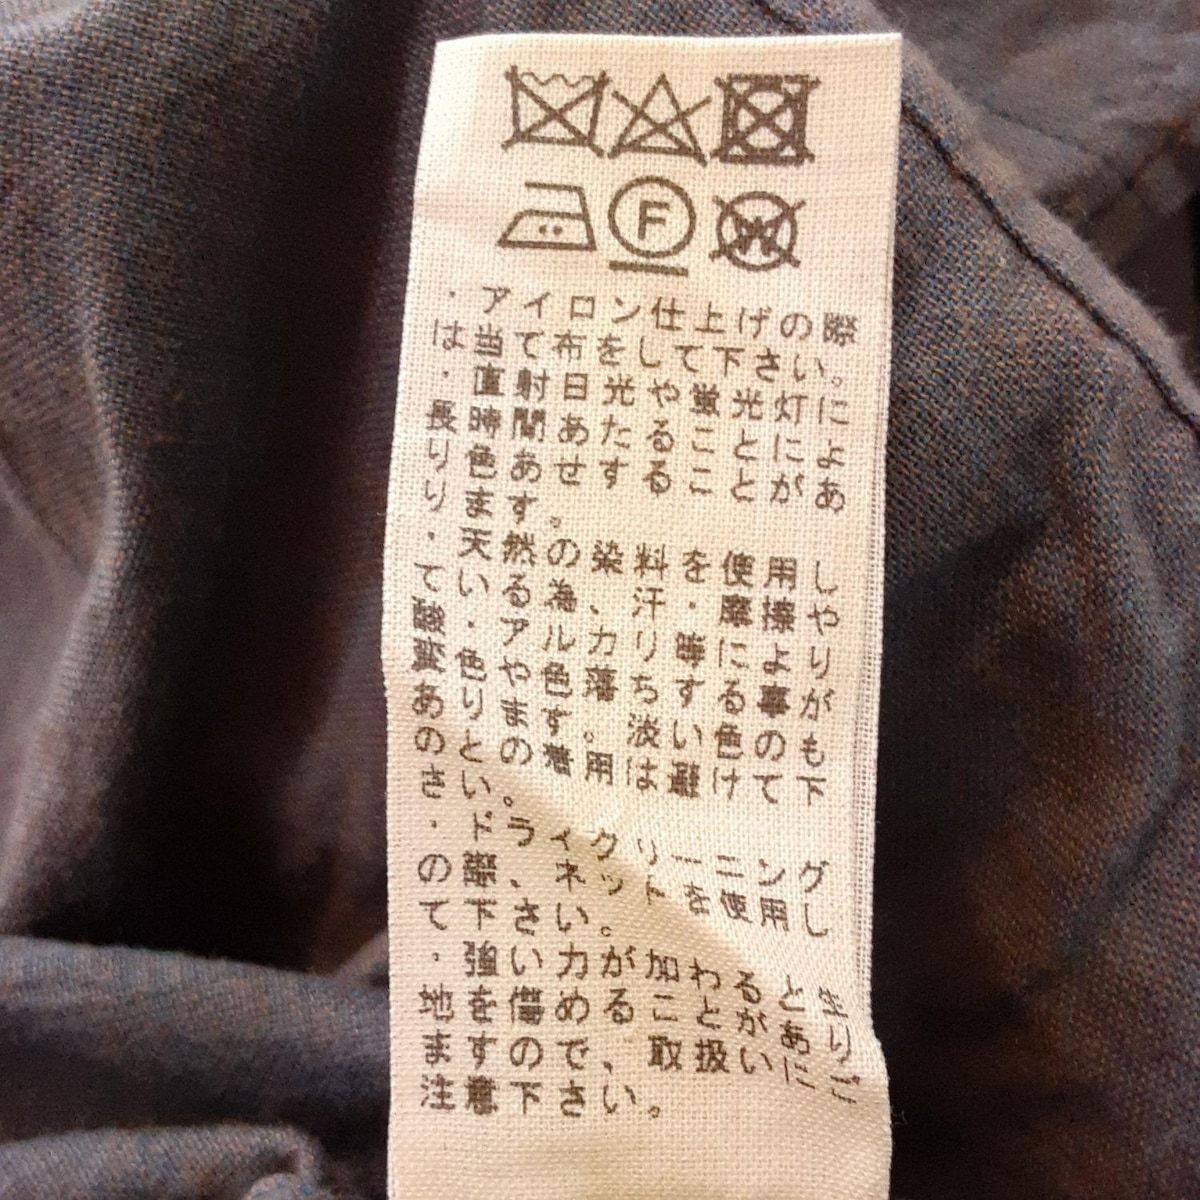 ・アイロン仕上げの際
は当て布をして下さい。
・直射日光や蛍光灯に
長時間あたることによ
り色あせすることがあ
ります。
・天然の染料を使用し
ている為、汗・摩擦や
酸・アルカリ等により
変色や色落ちする事が
あります。淡い色のも
のとの着用は避けて下
さい。
・ドライクリーニング
の際、ネットを使用し
て下さい。
・強い力が加わると生
地を傷めることがあり
ますので、取扱いにご
注意下さい。